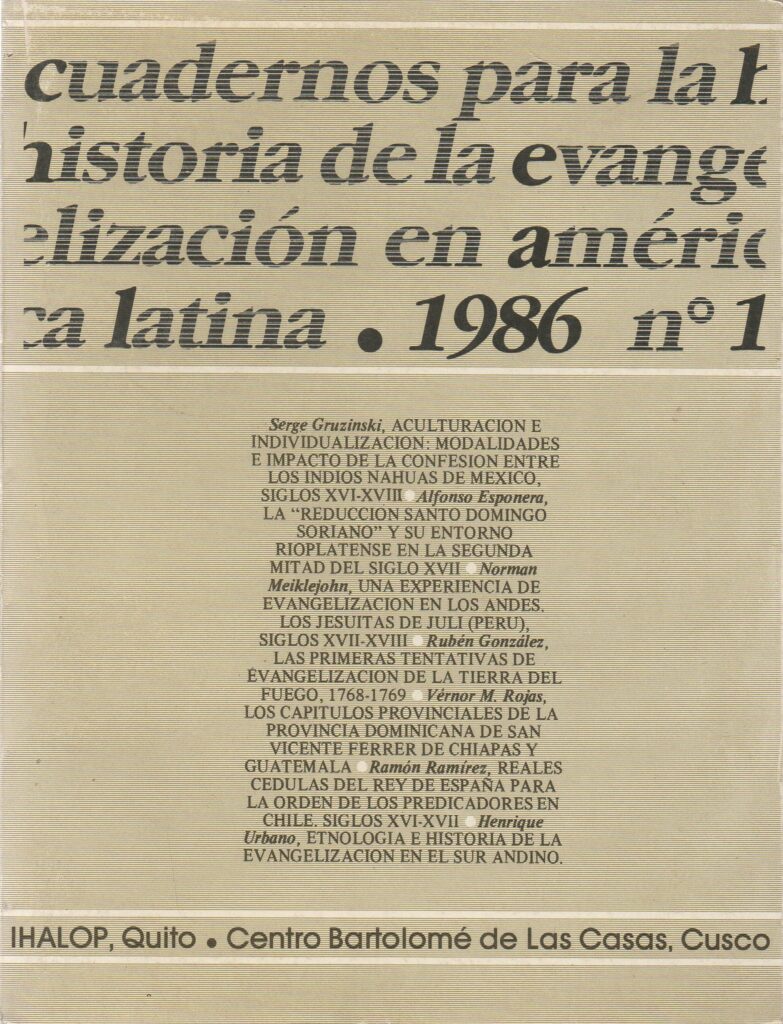 cuadernos para la h
historia de la evange
elización en améric
ca latina • 1986 nº 1
Serge Gruzinski, ACULTURACION E
INDIVIDUALIZACION: MODALIDADES
E IMPACTO DE LA CONFESION ENTRE
LOS INDIOS NAHUAS DE MEXICO,
SIGLOS XVI-XVIII • Alfonso Esponera,
LA “REDUCCION SANTO DOMINGO
SORIANO” Y SU ENTORNO
RIOPLATENSE EN LA SEGUNDA
MITAD DEL SIGLO XVII • Norman
Meiklejohn, UNA EXPERIENCIA DE
EVANGELIZACION EN LOS ANDES.
LOS JESUITAS DE JULI (PERU),
SIGLOS XVII-XVIII • Rubén González,
LAS PRIMERAS TENTATIVAS DE
EVANGELIZACION DE LA TIERRA DEL
FUEGO, 1768-1769 • Vérnor M. Rojas,
LOS CAPITULOS PROVINCIALES DE LA
PROVINCIA DOMINICANA DE SAN
VICENTE FERRER DE CHIAPAS Y
GUATEMALA • Ramón Ramírez, REALES
CEDULAS DEL REY DE ESPAÑA PARA
LA ORDEN DE LOS PREDICADORES EN
CHILE. SIGLOS XVI-XVII • Henrique
Urbano, ETNOLOGIA E HISTORIA DE LA
EVANGELIZACION EN EL SUR ANDINO.
IHALOP, Quito • Centro Bartolomé de Las Casas, Cusco